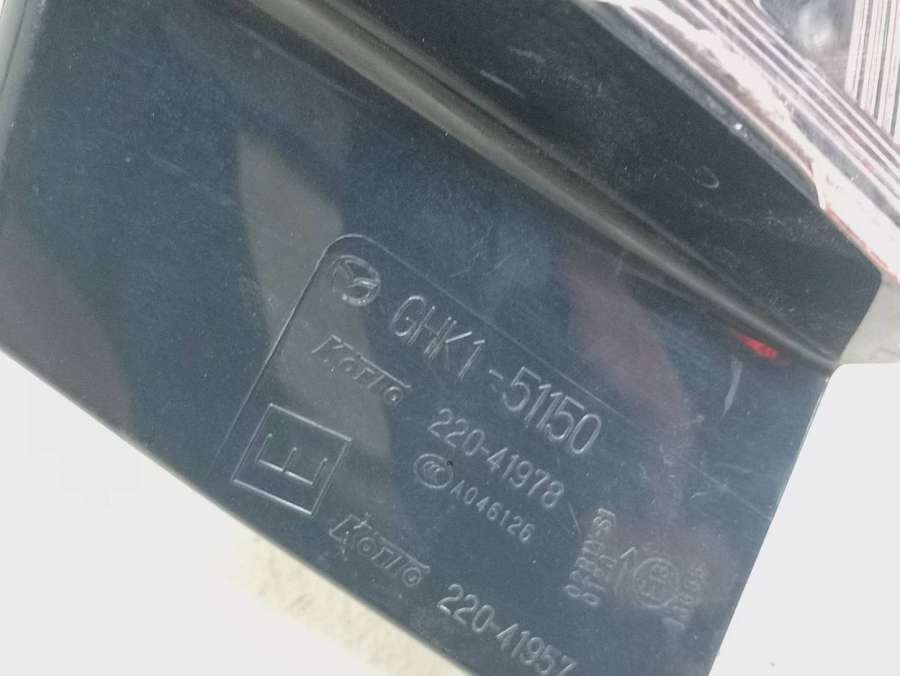 GHK1-51150
KOITO 220-41978
A046126
E
KOITO 220-41957